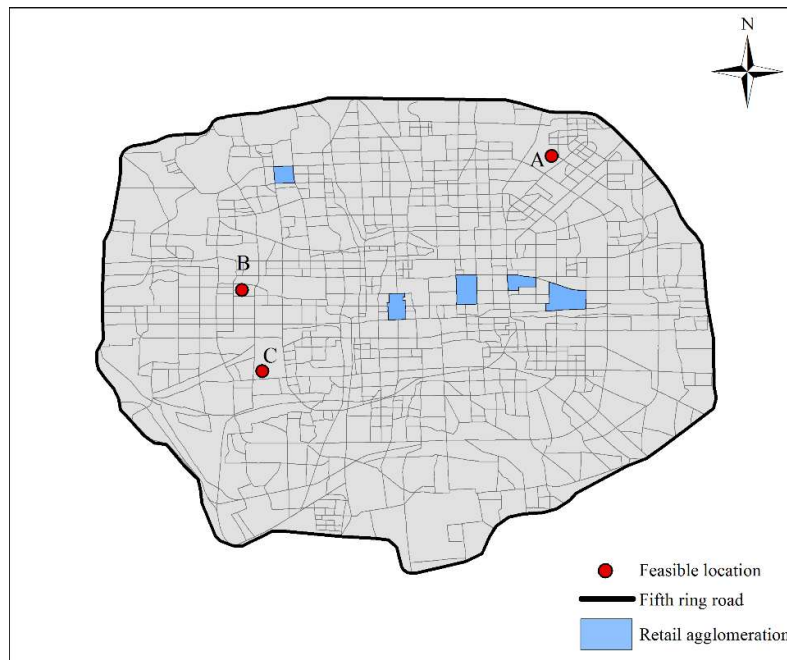 N
A
B
C
Feasible location
Fifth ring road
Retail agglomeration